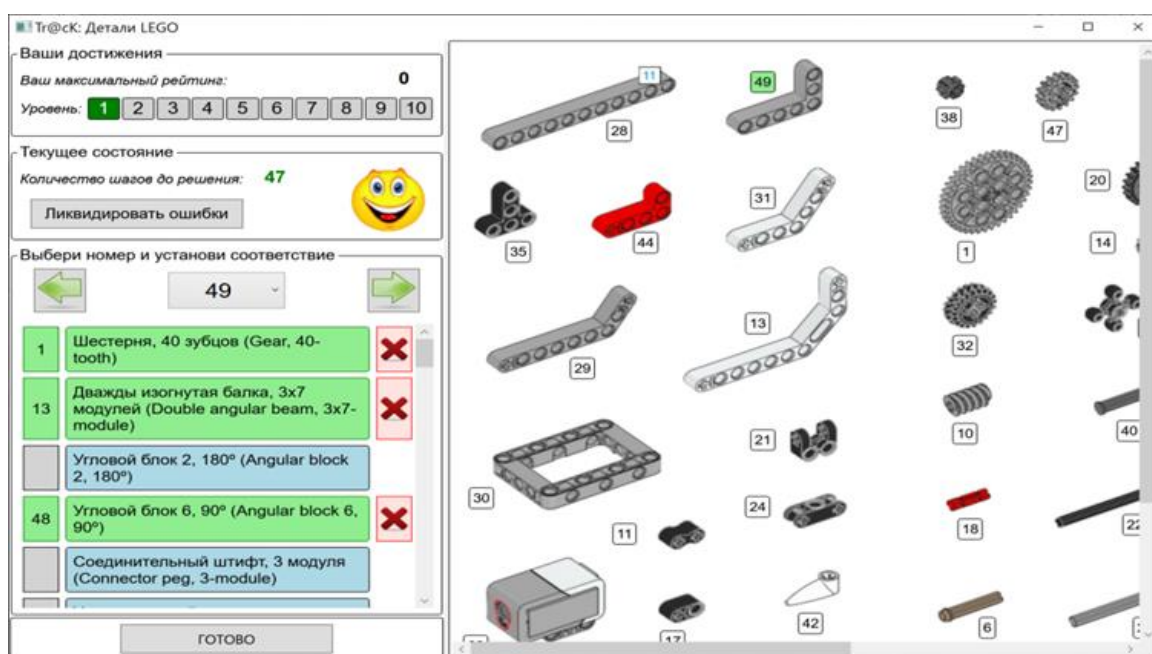 Tr@cK: Детали LEGO
Ваши достижения
Ваш максимальный рейтинг: 0
Уровень: 1 2 3 4 5 6 7 8 9 10
Текущее состояние
Количество шагов до решения: 47
Ликвидировать ошибки
Выбери номер и установи соответствие
49
1
Шестерня, 40 зубцов (Gear, 40-
tooth)
13
Дважды изогнутая балка, 3x7
модулей (Double angular beam, 3x7-
module)
Угловой блок 2, 180º (Angular block
2, 180º)
48
Угловой блок 6, 90º (Angular block 6,
90º)
Соединительный штифт, 3 модуля
(Connector peg, 3-module)
ГОТОВО
11
28
49
38
47
35
44
31
1
20
14
29
13
32
30
21
10
40
11
24
18
22
17
42
6